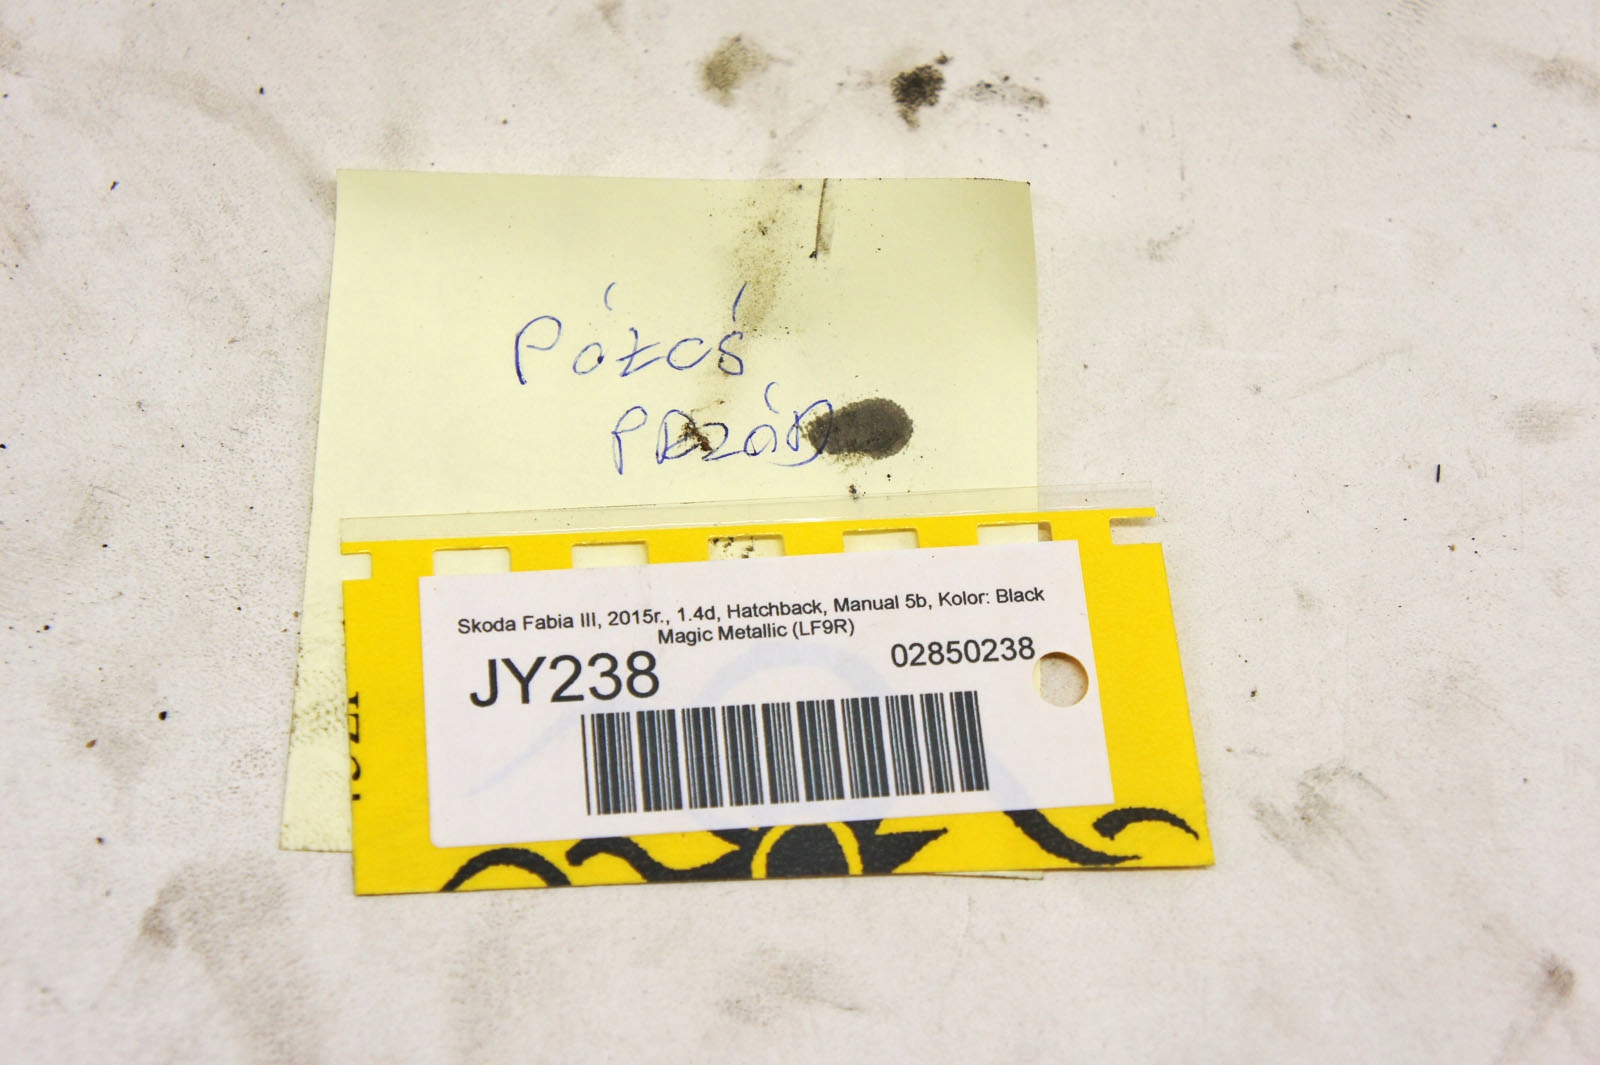 PółOś
PRZÓD
Skoda Fabia III, 2015r., 1.4d, Hatchback, Manual 5b, Kolor: Black
Magic Metallic (LF9R)
JY238
02850238